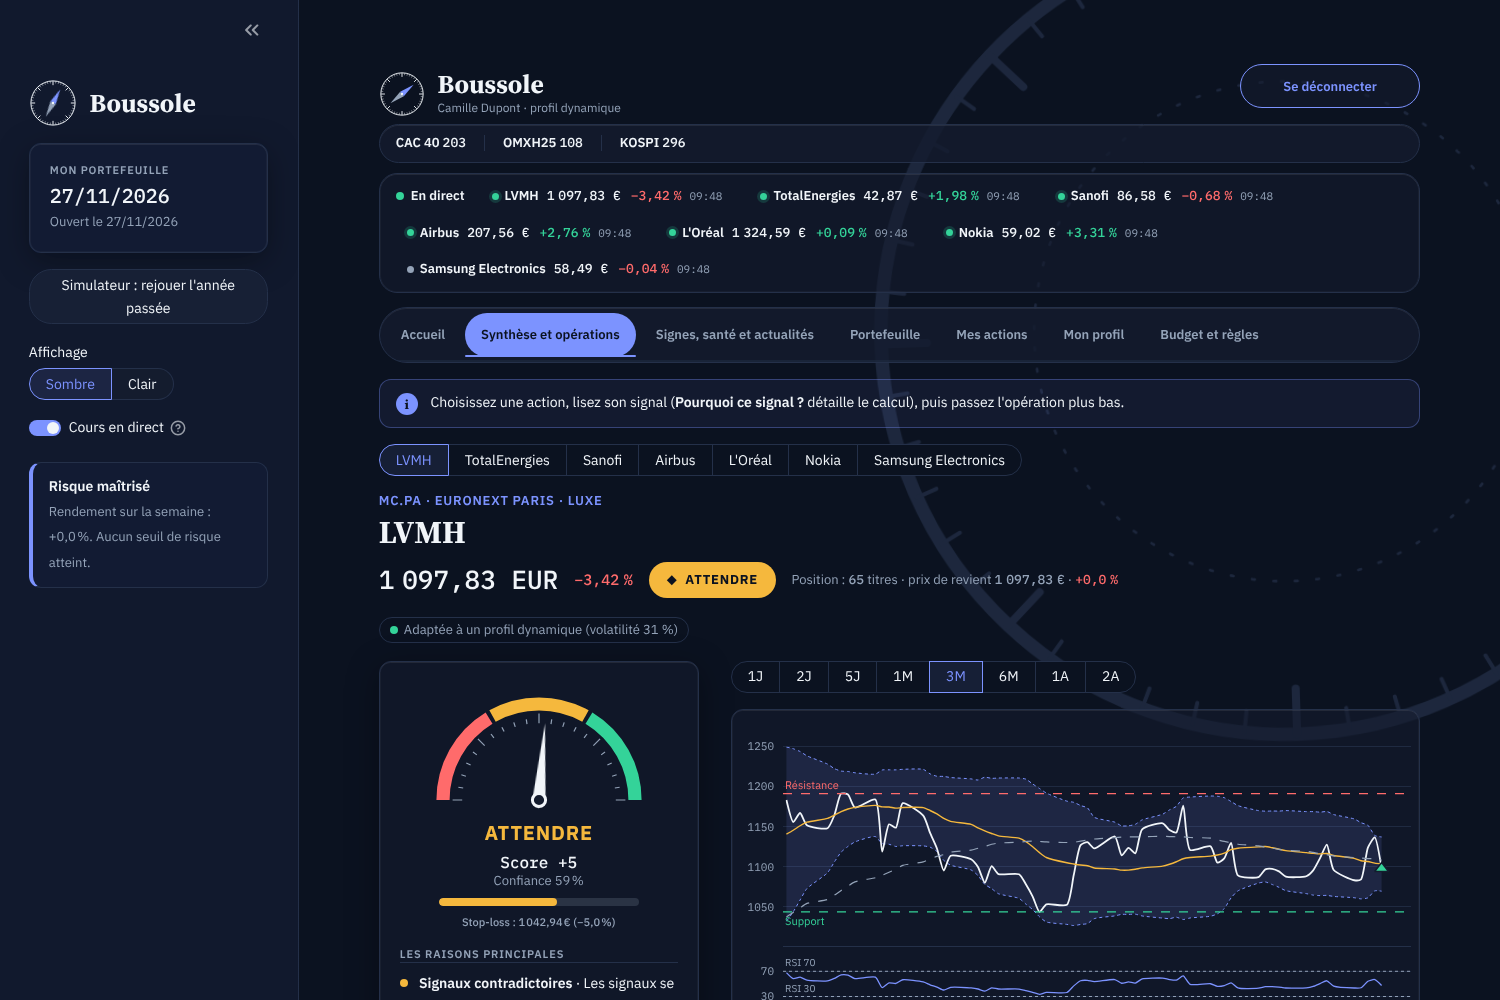 Boussole
MON PORTEFEUILLE
27/11/2026
Ouvert le 27/11/2026
Simulateur : rejouer l'année
passée
Affichage
Sombre Clair
Cours en direct
Risque maîtrisé
Rendement sur la semaine :
+0,0 %. Aucun seuil de risque
atteint.
Boussole
Camille Dupont · profil dynamique
Se déconnecter
CAC 40 203 OMXH25 108 KOSPI 296
En direct LVMH 1 097,83 € −3,42 % 09:48 TotalEnergies 42,87 € +1,98 % 09:48 Sanofi 86,58 € −0,68 % 09:48
Airbus 207,56 € +2,76 % 09:48 L'Oréal 1 324,59 € +0,09 % 09:48 Nokia 59,02 € +3,31 % 09:48
Samsung Electronics 58,49 € −0,04 % 09:48
Accueil Synthèse et opérations Signes, santé et actualités Portefeuille Mes actions Mon profil Budget et règles
Choisissez une action, lisez son signal (Pourquoi ce signal ? détaille le calcul), puis passez l'opération plus bas.
LVMH TotalEnergies Sanofi Airbus L'Oréal Nokia Samsung Electronics
MC.PA · EURONEXT PARIS · LUXE
LVMH
1 097,83 EUR −3,42 % ◆ ATTENDRE Position : 65 titres · prix de revient 1 097,83 € · +0,0 %
Adaptée à un profil dynamique (volatilité 31 %)
ATTENDRE
Score +5
Confiance 59 %
Stop-loss : 1 042,94 € (−5,0 %)
LES RAISONS PRINCIPALES
Signaux contradictoires · Les signaux se
1J 2J 5J 1M 3M 6M 1A 2A
1250
1200
Résistance
1150
1100
1050
Support
RSI 70
70
RSI 30
30